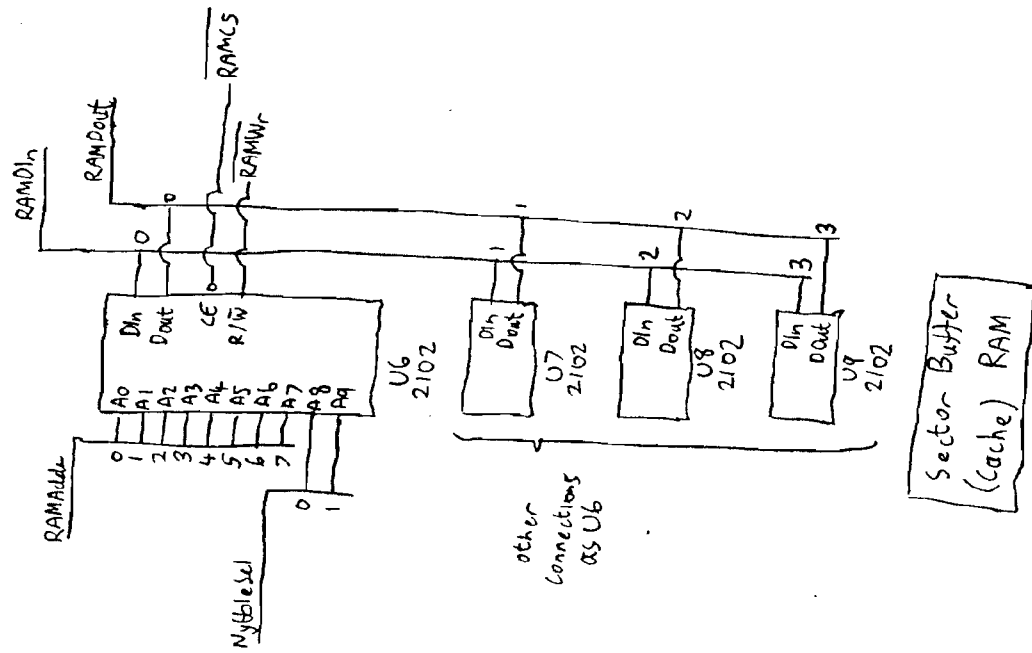 RAMAddr
0
1
2
3
4
5
6
7
NybbleSel
0
1
A0
A1
A2
A3
A4
A5
A6
A7
A8
A9
DIn
Dout
CE
R/W̅
U6
2102
RAMDIn
RAMDout
RAMCS
RAMWr
0
0
DIn
Dout
U7
2102
1
1
DIn
Dout
U8
2102
2
2
DIn
DOut
U9
2102
3
3
other
connections
as U6
Sector Buffer
(Cache) RAM